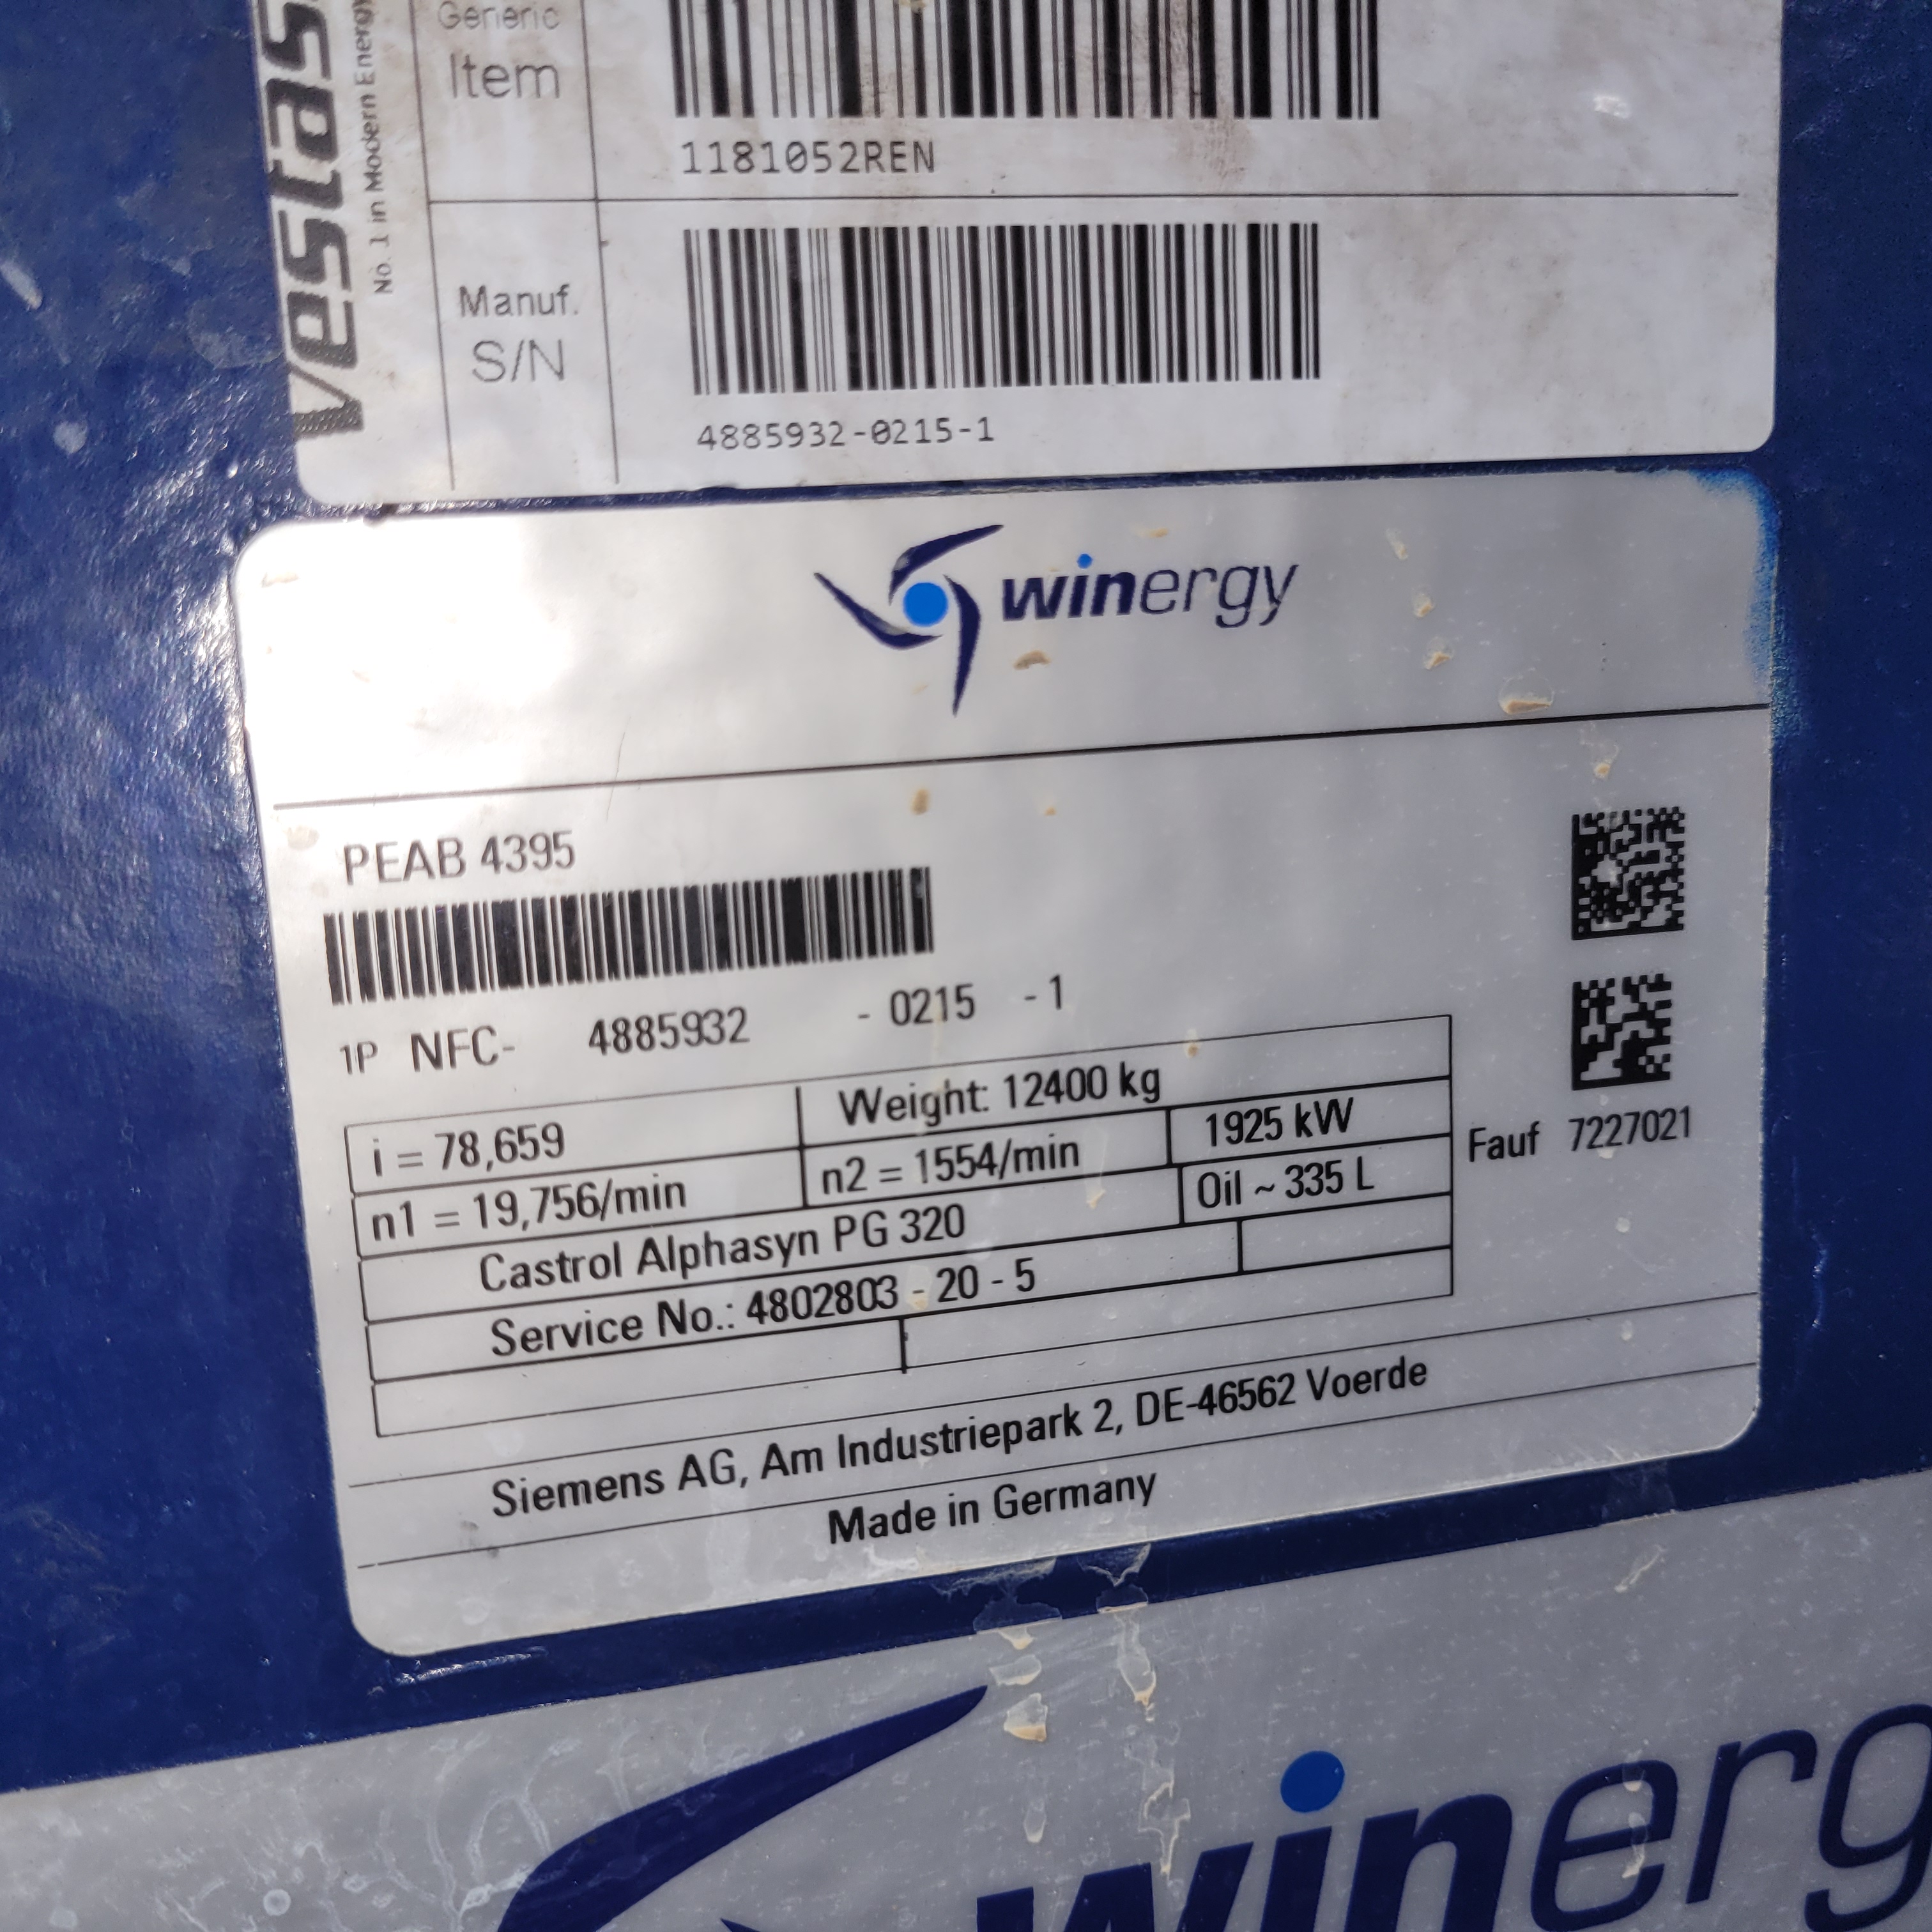 Vestas
No. 1 in Modern Energy
Generic
Item
1181052REN
Manuf.
S/N
4885932-0215-1
winergy
PEAB 4395
1P NFC- 4885932 - 0215 - 1
i = 78,659 Weight: 12400 kg
n1 = 19,756/min n2 = 1554/min 1925 kW
Castrol Alphasyn PG 320 Oil ~ 335 L
Service No.: 4802803 - 20 - 5
Fauf 7227021
Siemens AG, Am Industriepark 2, DE-46562 Voerde
Made in Germany
winerg